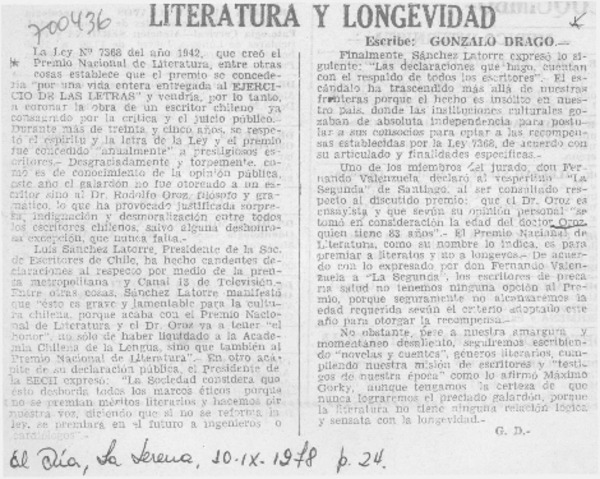 700436
LITERATURA Y LONGEVIDAD
Escribe: GONZALO DRAGO.—
La Ley Nº 7368 del año 1942, que creó el
Premio Nacional de Literatura, entre otras
cosas establece que el premio se concede-
ría "por una vida entera entregada al EJERCI-
CIO DE LAS LETRAS" y vendría, por lo tanto,
a coronar la obra de un escritor chileno ya
consagrado por la crítica y el juicio público.
Durante más de treinta y cinco años, se respe-
tó el espíritu y la letra de la Ley y el premio
fue concedido "anualmente" a prestigiosos es-
critores.— Desgraciadamente y torpemente, co-
mo es de conocimiento de la opinión pública,
este año el galardón no fue otorgado a un es-
critor sino al Dr. Rodolfo Oroz, filósofo y gra-
mático, lo que ha provocado justificada sorpre-
sa, indignación y desmoralización entre todos
los escritores chilenos, salvo alguna deshonro-
sa excepción, que nunca falta.—
Luis Sánchez Latorre, Presidente de la Soc.
de Escritores de Chile, ha hecho candentes de-
claraciones al respecto por medio de la pren-
sa metropolitana y Canal 13 de Televisión.—
Entre otras cosas, Sánchez Latorre manifestó
que "ésto es grave y lamentable para la cultu-
ra chilena, porque acaba con el Premio Nacio-
nal de Literatura y el Dr. Oroz va a tener "el
honor" no sólo de haber liquidado a la Acade-
mia Chilena de la Lengua, sino que también al
Premio Nacional de Literatura".— En otro acá-
pite de su declaración pública, el Presidente de
la SECH expresó: "La Sociedad considera que
ésto desborda todos los marcos éticos porque
no se premian méritos literarios y hacemos oír
nuestra voz, diciendo que si no se reforma la
ley, se premiará en el futuro a ingenieros o
cardiólogos".—
Finalmente, Sánchez Latorre expresó lo si-
guiente: "Las declaraciones que hago, cuentan
con el respaldo de todos los escritores".— El es-
cándalo ha trascendido más allá de nuestras
fronteras porque el hecho es insólito en nues-
tro país, donde las instituciones culturales go-
zaban de absoluta independencia para postu-
lar a sus consocios para optar a las recompen-
sas establecidas por la Ley 7368, de acuerdo con
su articulado y finalidades específicas.—
Uno de los miembros del jurado, don Fer-
nando Valenzuela, declaró al vespertino "La
Segunda" de Santiago, al ser consultado res-
pecto al discutido premio: que el Dr. Oroz es
ensayista y que según su opinión personal "se
tomó en consideración la edad del doctor Oroz,
quien tiene 83 años".— El Premio Nacional de
Literatura, como su nombre lo indica, es para
premiar a literatos y no a longevos.— De acuer-
do con lo expresado por don Fernando Valen-
zuela a "La Segunda", los escritores de preca-
ria salud no tenemos ninguna opción al Pre-
mio, porque seguramente no alcanzaremos la
edad requerida según el criterio adoptado este
año para otorgar la recompensa.—
No obstante, pese a nuestra amargura y
momentáneo desaliento, seguiremos escribien-
do "novelas y cuentos", géneros literarios, cum-
pliendo nuestra misión de escritores y "testi-
gos de nuestra época" como lo afirmó Máximo
Gorky, aunque tengamos la certeza de que
nunca lograremos el preciado galardón, porque
la literatura no tiene ninguna relación lógica
y sensata con la longevidad.—
G. D.—
El Día, La Serena, 10-IX-1978 p. 24.